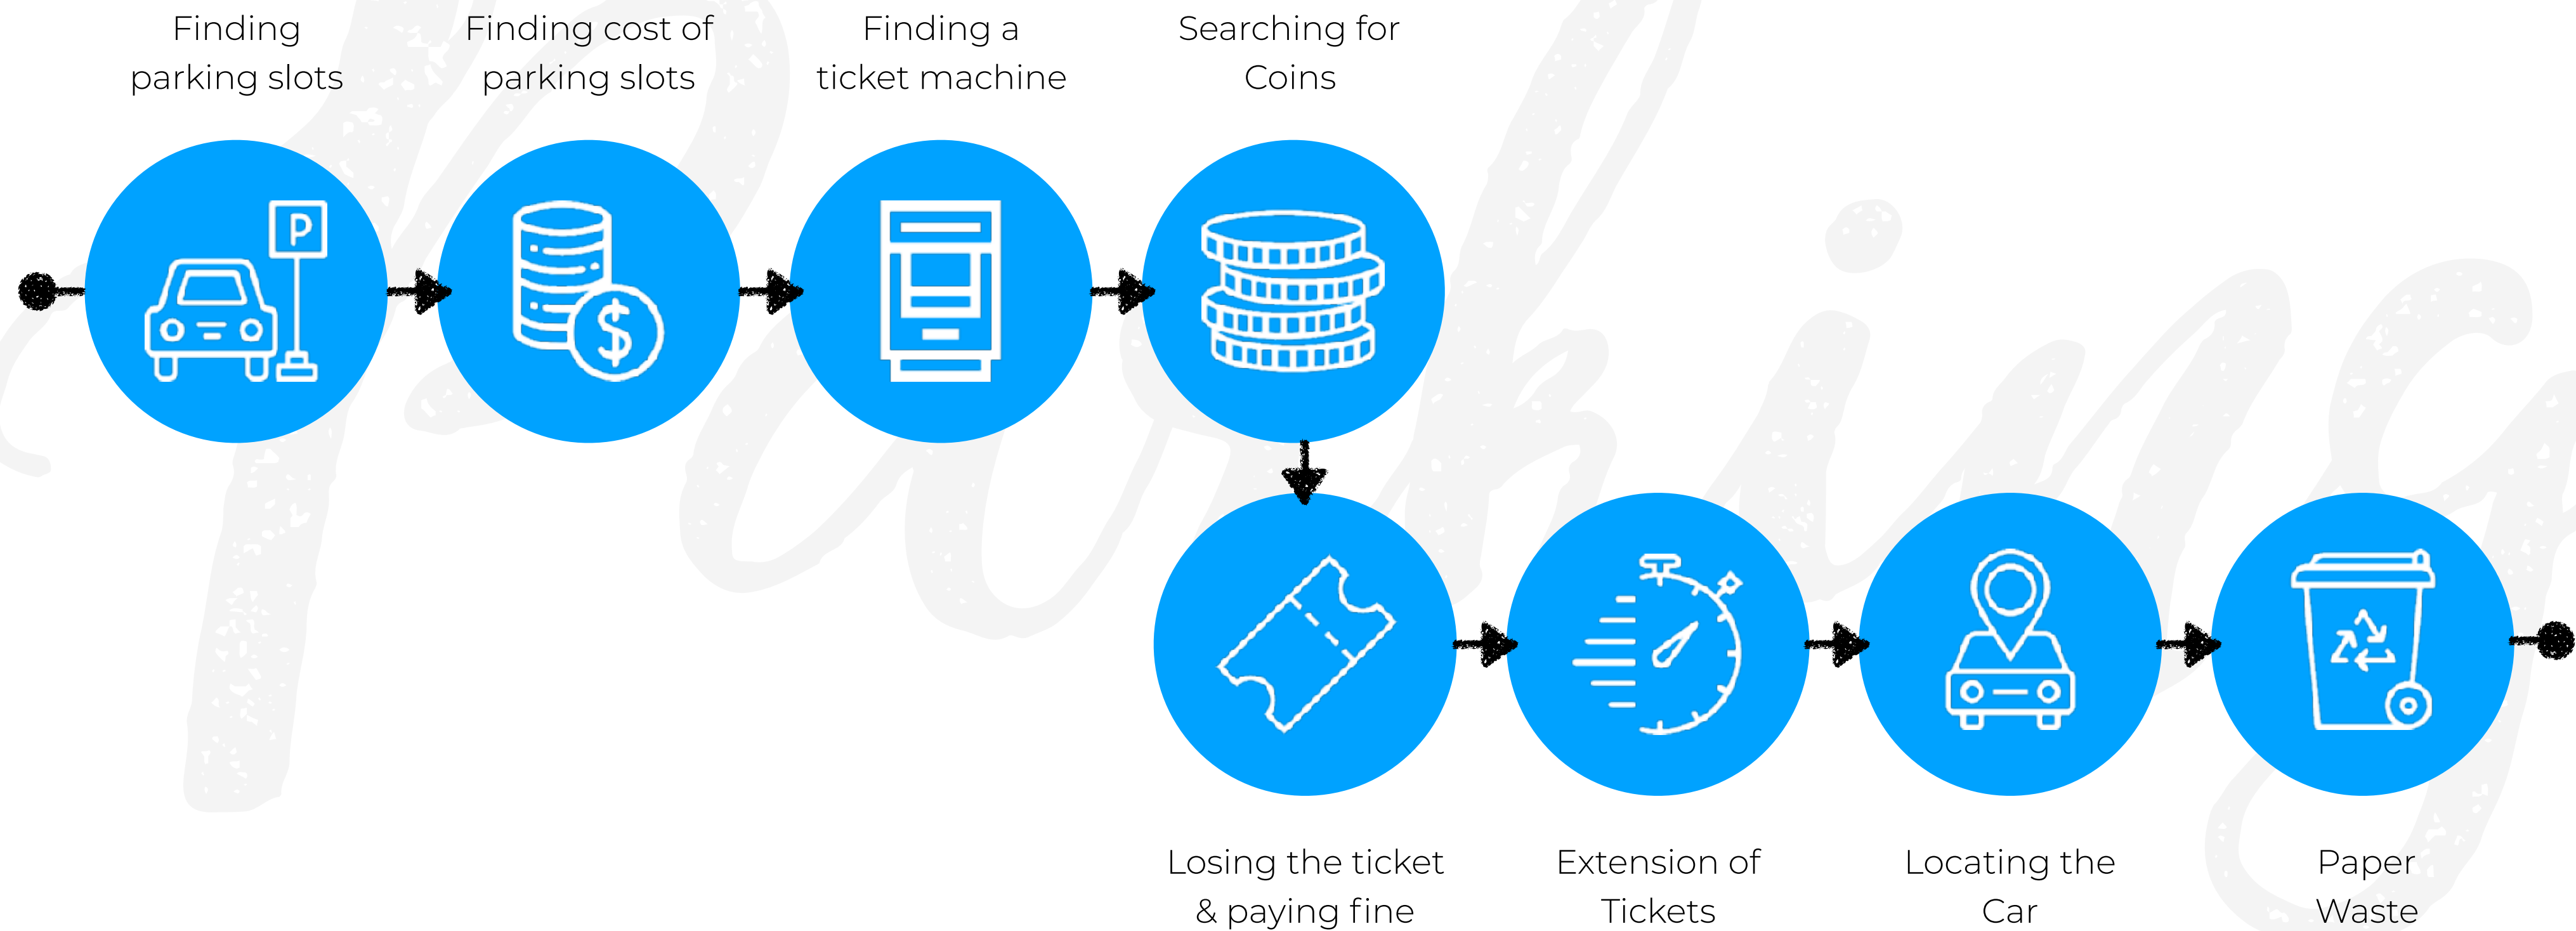 Finding
parking slots
Finding cost of
parking slots
Finding a
ticket machine
Searching for
Coins
P
$
Losing the ticket
& paying fine
Extension of
Tickets
Locating the
Car
Paper
Waste
Parking